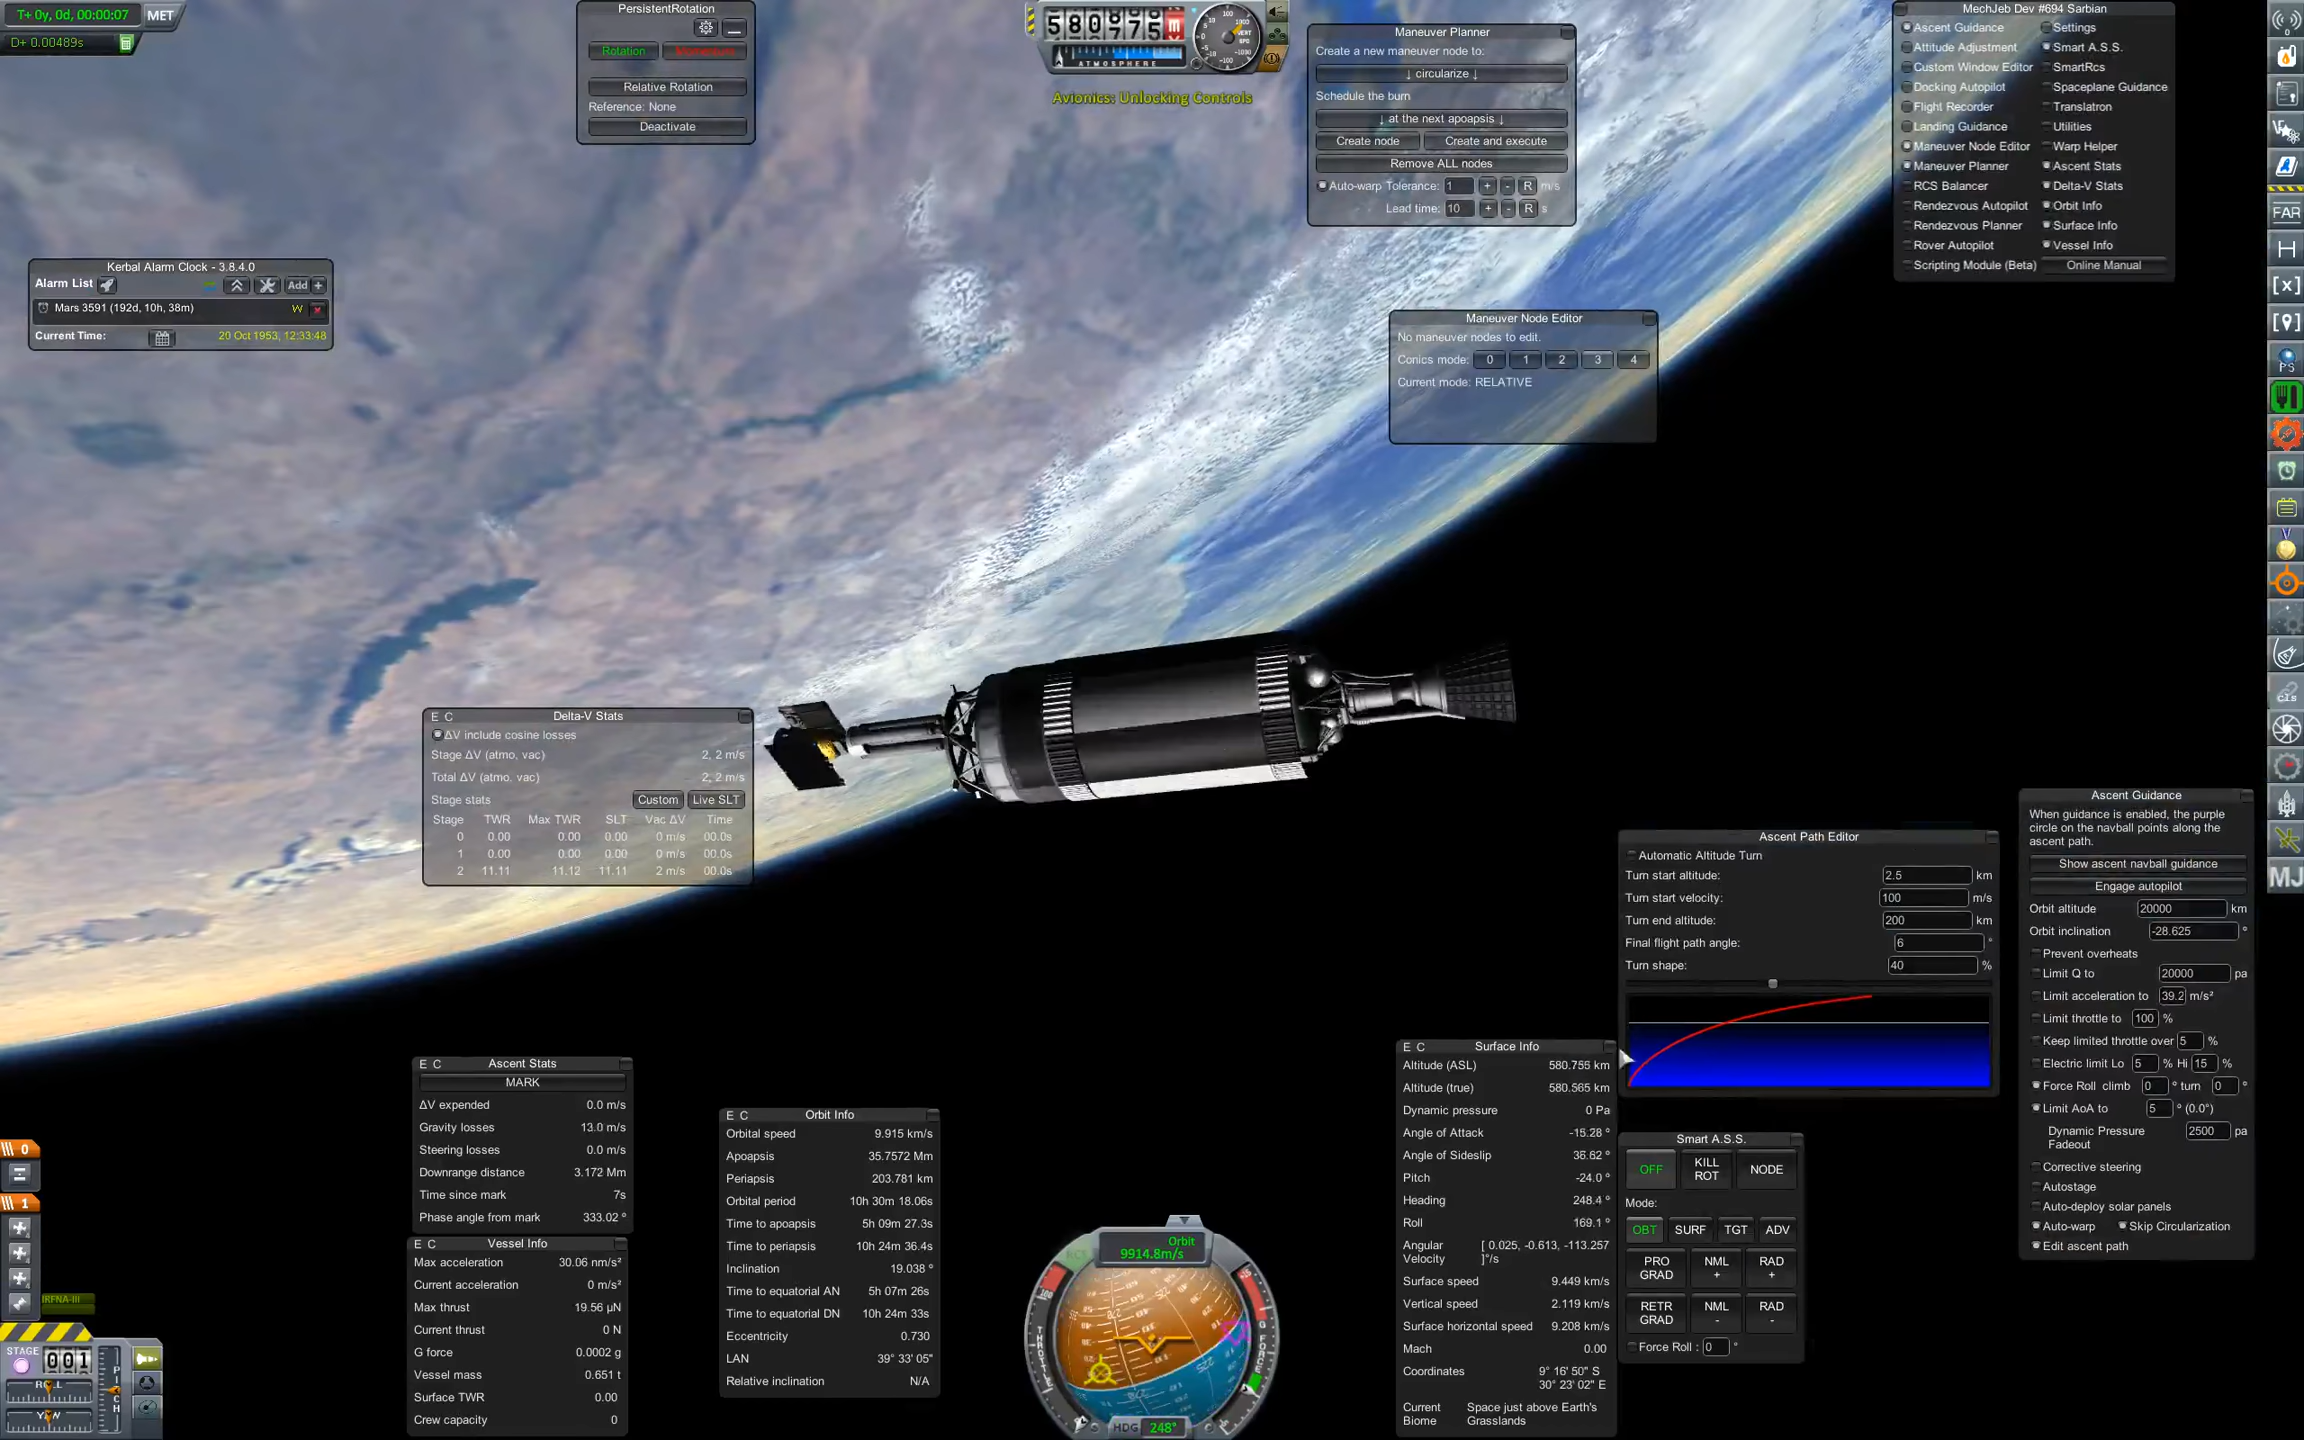 T+ 0y, 0d, 00:00:07 MET
D+ 0.00489s
PersistentRotation
Rotation Momentum
Relative Rotation
Reference: None
Deactivate
580775 m
ATMOSPHERE
Avionics: Unlocking Controls
Maneuver Planner
Create a new maneuver node to:
↓ circularize ↓
Schedule the burn
↓ at the next apoapsis ↓
Create node Create and execute
Remove ALL nodes
Auto-warp Tolerance: 1 + - R m/s
Lead time: 10 + - R s
MechJeb Dev #694 Sarbian
Ascent Guidance Settings
Attitude Adjustment Smart A.S.S.
Custom Window Editor SmartRcs
Docking Autopilot Spaceplane Guidance
Flight Recorder Translatron
Landing Guidance Utilities
Maneuver Node Editor Warp Helper
Maneuver Planner Ascent Stats
RCS Balancer Delta-V Stats
Rendezvous Autopilot Orbit Info
Rendezvous Planner Surface Info
Rover Autopilot Vessel Info
Scripting Module (Beta) Online Manual
Kerbal Alarm Clock - 3.8.4.0
Alarm List Add +
Mars 3591 (192d, 10h, 38m) W x
Current Time: 20 Oct 1953, 12:33:48
Maneuver Node Editor
No maneuver nodes to edit.
Conics mode: 0 1 2 3 4
Current mode: RELATIVE
FAR
H
[x]
PS
cls
MJ
E C Delta-V Stats
ΔV include cosine losses
Stage ΔV (atmo, vac) 2, 2 m/s
Total ΔV (atmo, vac) 2, 2 m/s
Stage stats Custom Live SLT
Stage TWR Max TWR SLT Vac ΔV Time
0 0.00 0.00 0.00 0 m/s 00.0s
1 0.00 0.00 0.00 0 m/s 00.0s
2 11.11 11.12 11.11 2 m/s 00.0s
Ascent Path Editor
Automatic Altitude Turn
Turn start altitude: 2.5 km
Turn start velocity: 100 m/s
Turn end altitude: 200 km
Final flight path angle: 6 °
Turn shape: 40 %
Ascent Guidance
When guidance is enabled, the purple
circle on the navball points along the
ascent path.
Show ascent navball guidance
Engage autopilot
Orbit altitude 20000 km
Orbit inclination -28.625 °
Prevent overheats
Limit Q to 20000 pa
Limit acceleration to 39.2 m/s²
Limit throttle to 100 %
Keep limited throttle over 5 %
Electric limit Lo 5 % Hi 15 %
Force Roll climb 0 ° turn 0 °
Limit AoA to 5 ° (0.0°)
Dynamic Pressure 2500 pa
Fadeout
Corrective steering
Autostage
Auto-deploy solar panels
Auto-warp Skip Circularization
Edit ascent path
E C Ascent Stats
MARK
ΔV expended 0.0 m/s
Gravity losses 13.0 m/s
Steering losses 0.0 m/s
Downrange distance 3.172 Mm
Time since mark 7s
Phase angle from mark 333.02 °
E C Vessel Info
Max acceleration 30.06 nm/s²
Current acceleration 0 m/s²
Max thrust 19.56 µN
Current thrust 0 N
G force 0.0002 g
Vessel mass 0.651 t
Surface TWR 0.00
Crew capacity 0
E C Orbit Info
Orbital speed 9.915 km/s
Apoapsis 35.7572 Mm
Periapsis 203.781 km
Orbital period 10h 30m 18.06s
Time to apoapsis 5h 09m 27.3s
Time to periapsis 10h 24m 36.4s
Inclination 19.038 °
Time to equatorial AN 5h 07m 26s
Time to equatorial DN 10h 24m 33s
Eccentricity 0.730
LAN 39° 33' 05"
Relative inclination N/A
Orbit
9914.8m/s
THROTTLE
G FORCE
HDG 248°
E C Surface Info
Altitude (ASL) 580.755 km
Altitude (true) 580.565 km
Dynamic pressure 0 Pa
Angle of Attack -15.28 °
Angle of Sideslip 36.62 °
Pitch -24.0 °
Heading 248.4 °
Roll 169.1 °
Angular [ 0.025, -0.613, -113.257
Velocity ]°/s
Surface speed 9.449 km/s
Vertical speed 2.119 km/s
Surface horizontal speed 9.208 km/s
Mach 0.00
Coordinates 9° 16' 50" S
30° 23' 02" E
Current Space just above Earth's
Biome Grasslands
Smart A.S.S.
OFF KILL ROT NODE
Mode:
OBT SURF TGT ADV
PRO GRAD NML + RAD +
RETR GRAD NML - RAD -
Force Roll : 0 °
0
1
IRFNA-III
STAGE 001
ROLL
YAW
PITCH